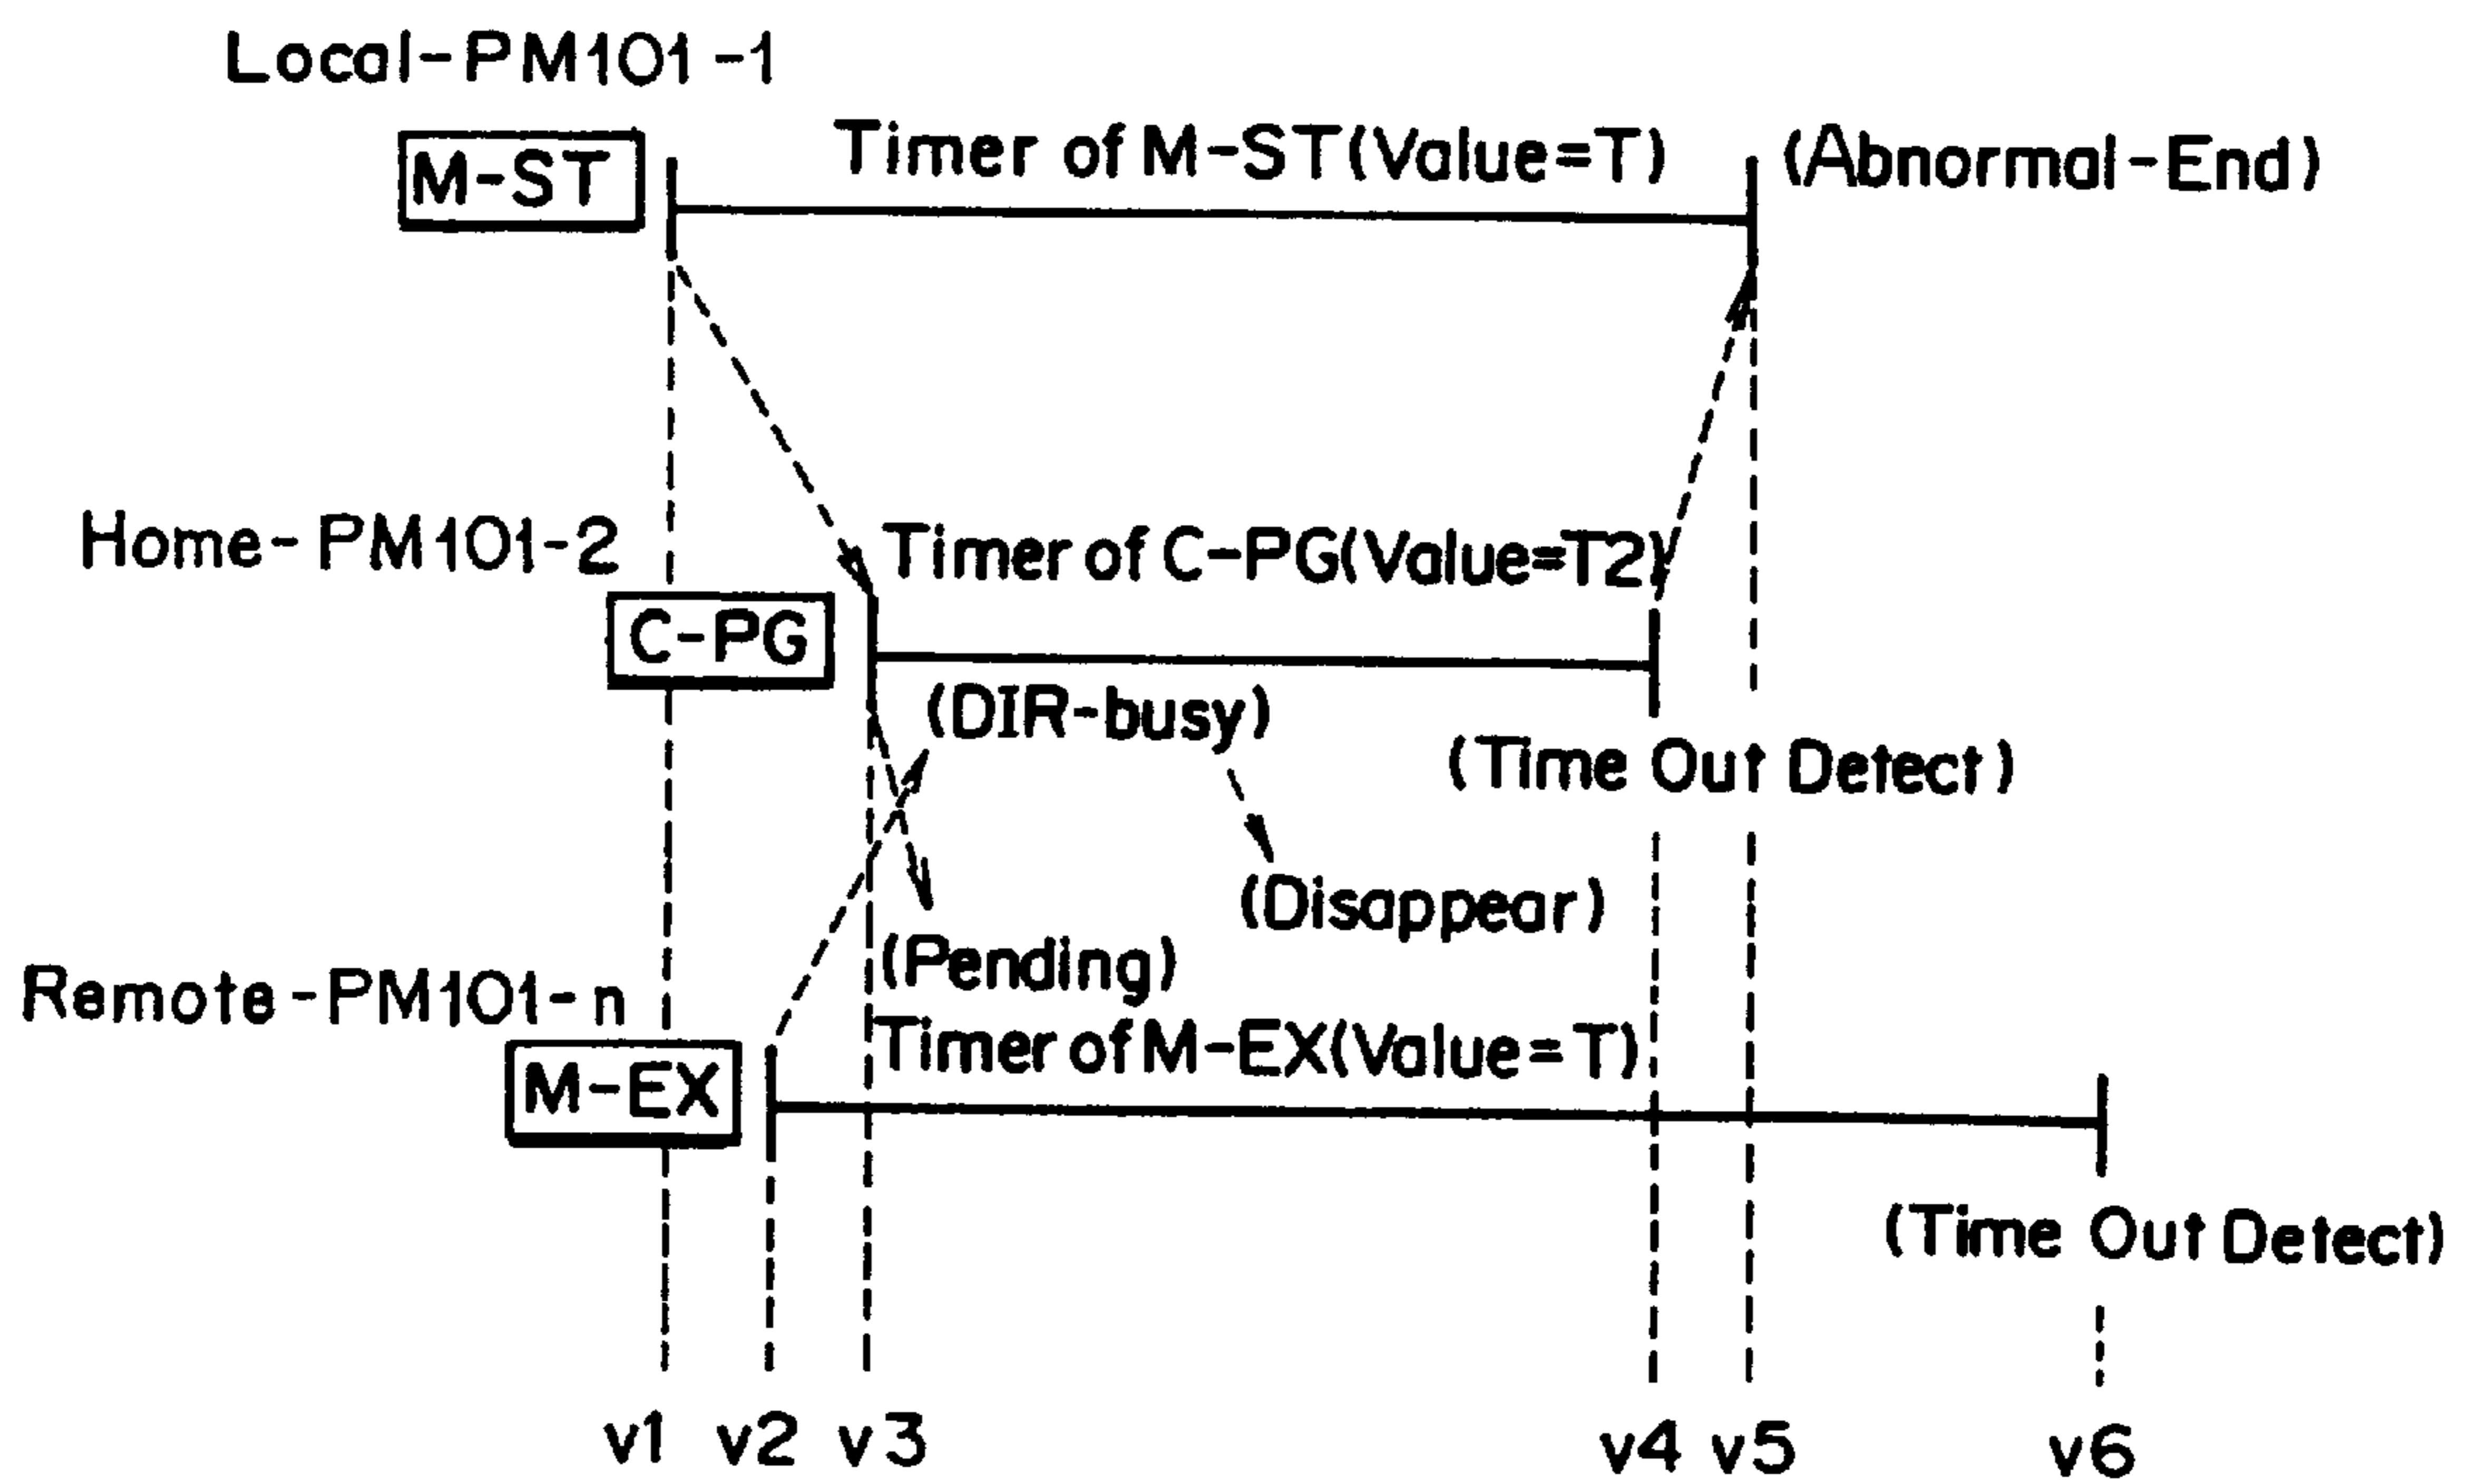 Local-PM101-1
M-ST
Timer of M-ST(Value=T)
(Abnormal-End)
Home-PM101-2
C-PG
Timer of C-PG(Value=T2)
(DIR-busy)
(Time Out Detect)
(Disappear)
(Pending)
Remote-PM101-n
M-EX
Timer of M-EX(Value=T)
(Time Out Detect)
v1 v2 v3 v4 v5 v6